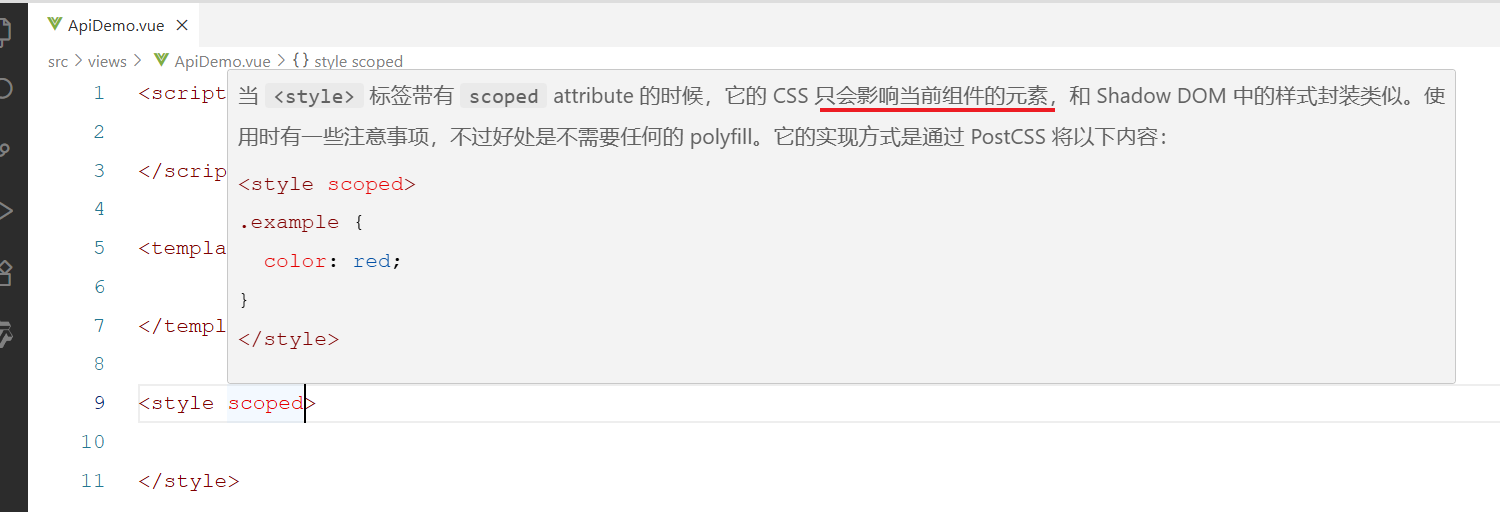 ApiDemo.vue
src views ApiDemo.vue {} style scoped
1 <script
2
3 </scrip
4
5 <templa
6
7 </templ
8
9 <style scoped>
10
11 </style>
当 <style> 标签带有 scoped attribute 的时候，它的 CSS 只会影响当前组件的元素，和 Shadow DOM 中的样式封装类似。使
用时有一些注意事项，不过好处是不需要任何的 polyfill。它的实现方式是通过 PostCSS 将以下内容：
<style scoped>
.example {
  color: red;
}
</style>